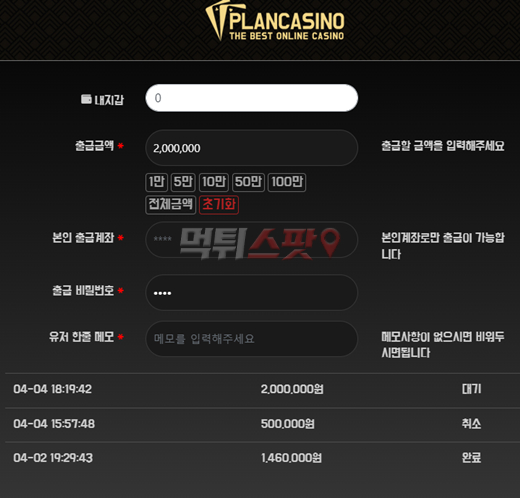 PLANCASINO
THE BEST ONLINE CASINO
내지갑 0
출금금액 * 2,000,000 출금할 금액을 입력해주세요
1만 5만 10만 50만 100만
전체금액 초기화
본인 출금계좌 * **** 본인계좌로만 출금이 가능합
니다
먹튀스팟
출금 비밀번호 * ••••
유저 한줄 메모 메모를 입력해주세요 메모사항이 없으시면 비워두
시면됩니다
04-04 18:19:42 2,000,000원 대기
04-04 15:57:48 500,000원 취소
04-02 19:29:43 1,460,000원 완료